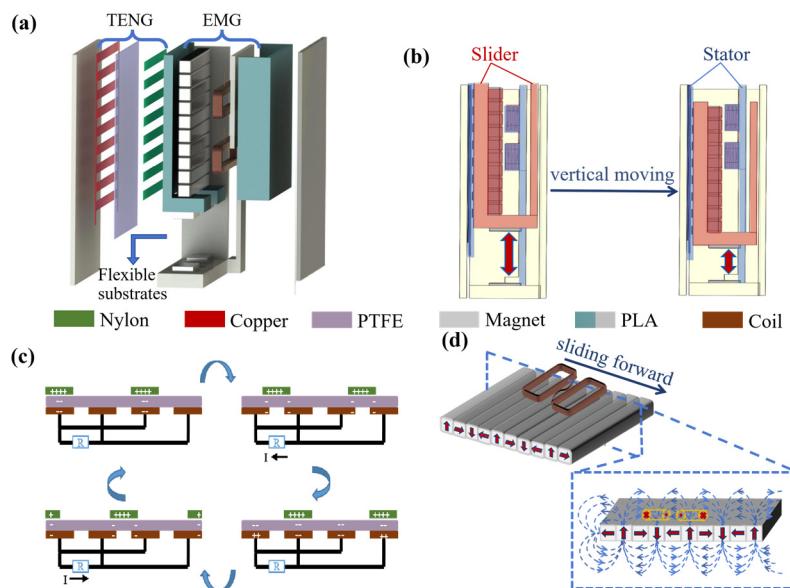 (a)
TENG
EMG
Flexible
substrates
(b)
Slider
Stator
vertical moving
Nylon
Copper
PTFE
Magnet
PLA
Coil
(c)
R
I
R
R
I
R
(d)
sliding forward